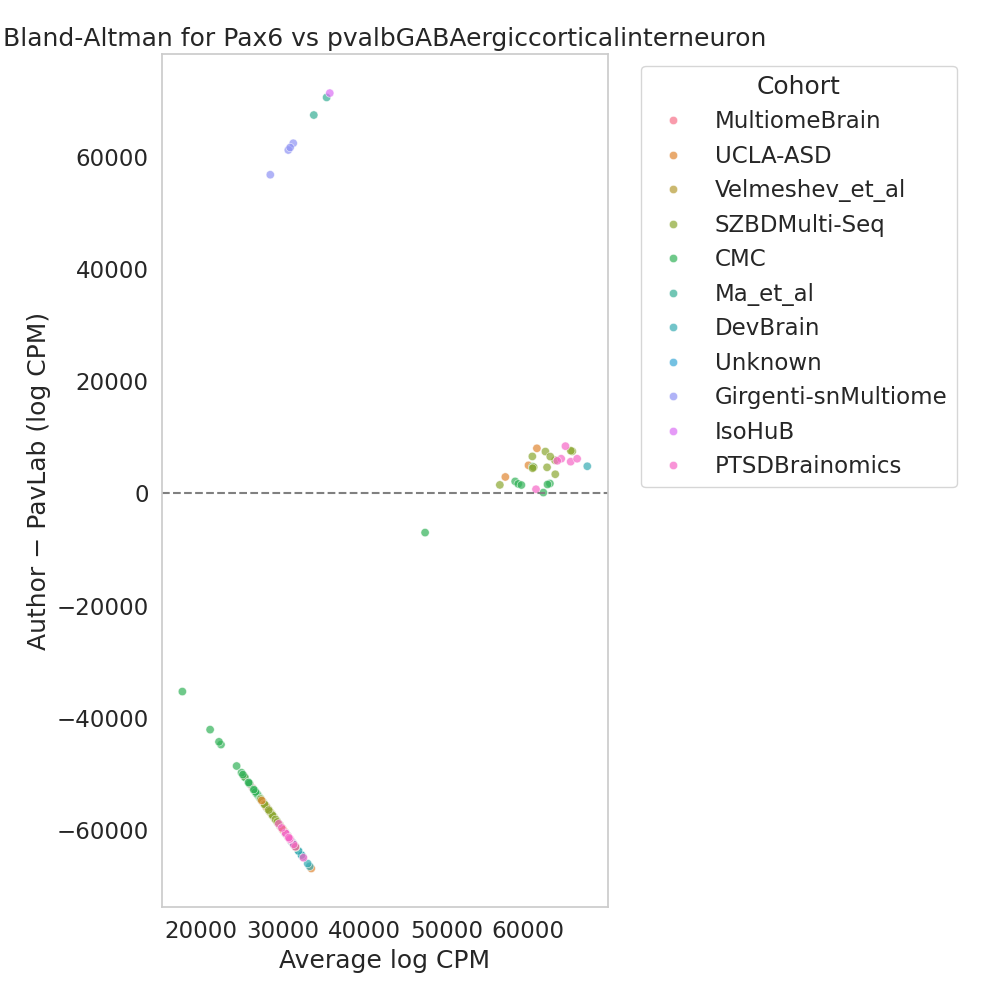 Bland-Altman for Pax6 vs pvalbGABAergiccorticalinterneuron
Cohort
MultiomeBrain
UCLA-ASD
Velmeshev_et_al
SZBDMulti-Seq
CMC
Ma_et_al
DevBrain
Unknown
Girgenti-snMultiome
IsoHuB
PTSDBrainomics
Author − PavLab (log CPM)
60000
40000
20000
0
−20000
−40000
−60000
20000 30000 40000 50000 60000
Average log CPM